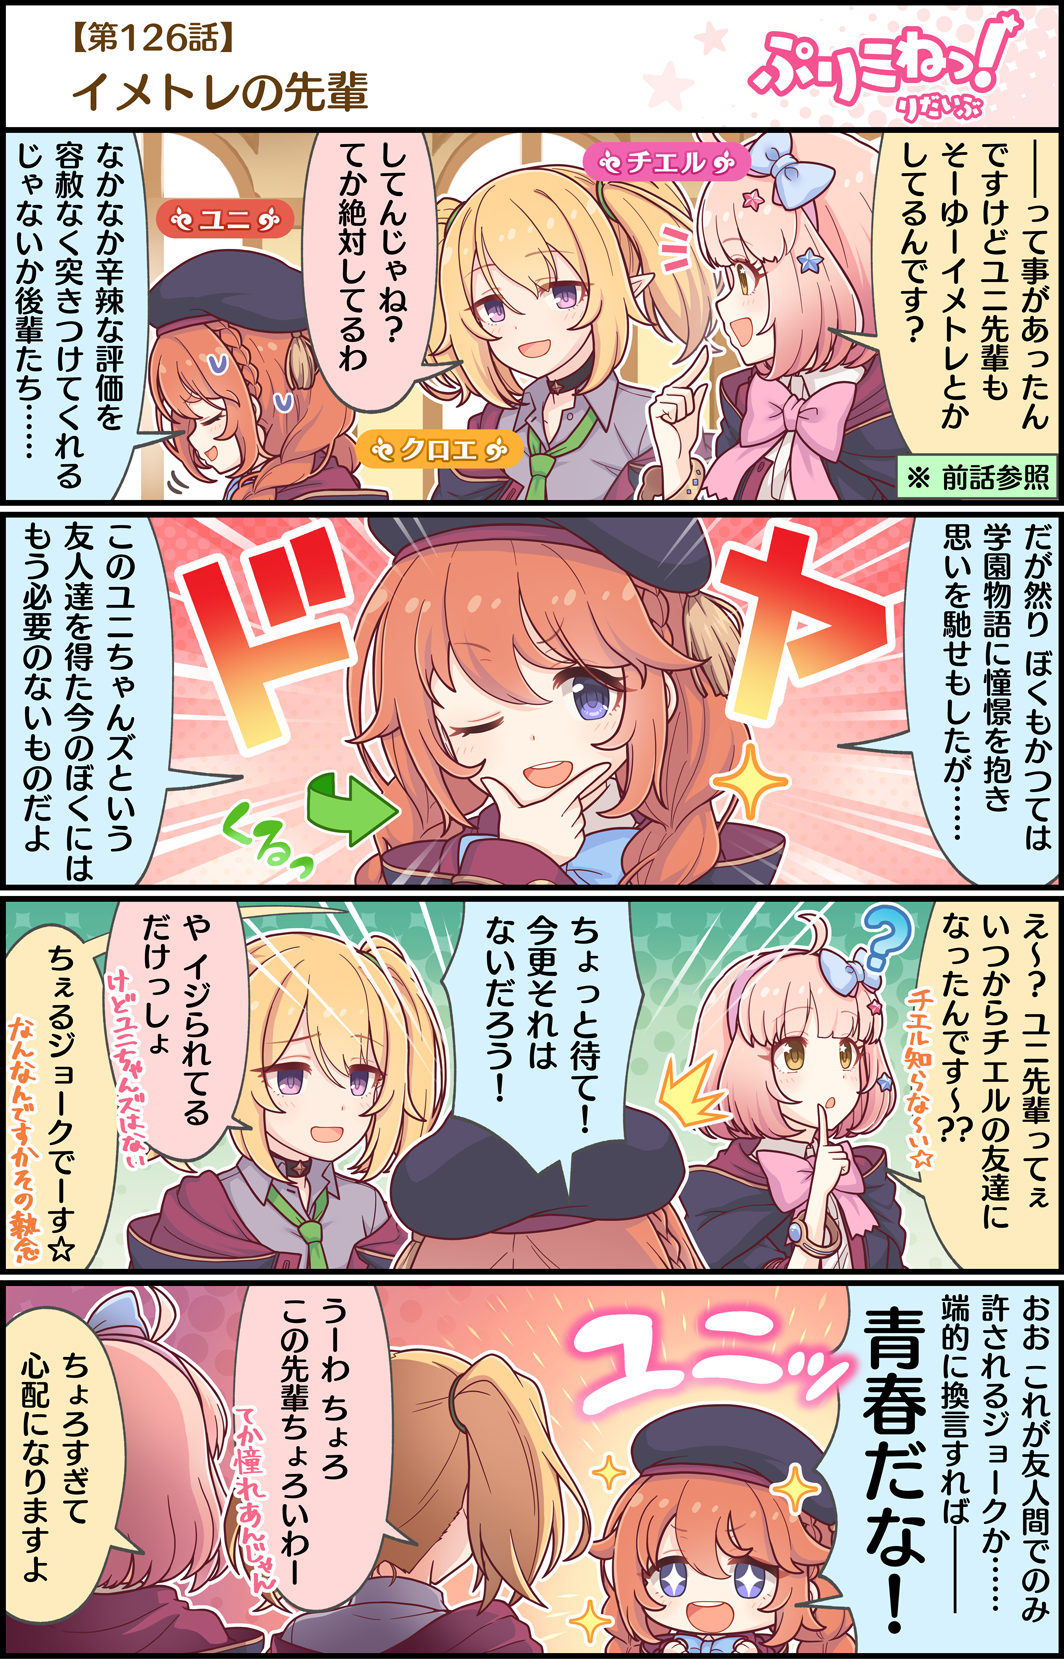 【第126話】
イメトレの先輩
ぷりこねっ!
りだいぶ
――って事があったん
ですけどユニ先輩も
そーゆーイメトレとか
してるんです?
※ 前話参照
チエル
してんじゃね?
てか絶対してるわ
クロエ
ユニ
なかなか辛辣な評価を
容赦なく突きつけてくれる
じゃないか後輩たち……
だが然り ぼくもかつては
学園物語に憧憬を抱き
思いを馳せもしたが……
ドヤ
くるっ
このユニちゃんズという
友人達を得た今のぼくには
もう必要のないものだよ
え〜? ユニ先輩ってぇ
いつからチエルの友達に
なったんです〜??
チエル知らな〜い☆
?
ちょっと待て!
今更それは
ないだろう!
や イジられてる
だけっしょ
けどユニちゃんズはない
ちぇるジョークでーす☆
なんなんですかその執念
おお これが友人間でのみ
許されるジョークか……
端的に換言すれば――
青春だな!
ユニッ
うーわ ちょろ
この先輩ちょろいわー
てか憧れあんじゃん
ちょろすぎて
心配になりますよ